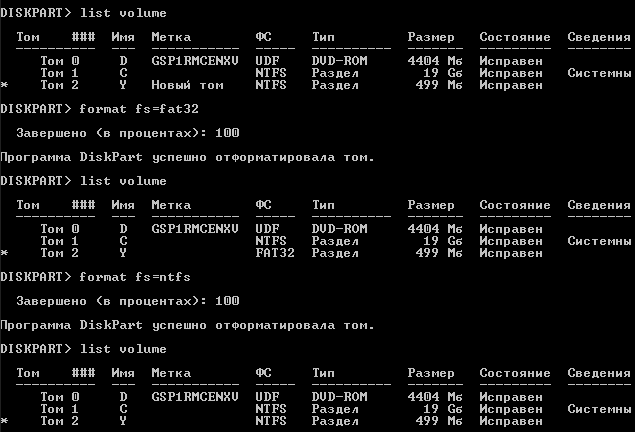 DISKPART> list volume
Том ### Имя Метка ФС Тип Размер Состояние Сведения
---------- --- ----------- ----- ---------- ------- --------- --------
Том 0 D GSP1RMCENXV UDF DVD-ROM 4404 Мб Исправен
Том 1 C NTFS Раздел 19 Gб Исправен Системны
* Том 2 Y Новый том NTFS Раздел 499 Мб Исправен
DISKPART> format fs=fat32
Завершено (в процентах): 100
Программа DiskPart успешно отформатировала том.
DISKPART> list volume
Том ### Имя Метка ФС Тип Размер Состояние Сведения
---------- --- ----------- ----- ---------- ------- --------- --------
Том 0 D GSP1RMCENXV UDF DVD-ROM 4404 Мб Исправен
Том 1 C NTFS Раздел 19 Gб Исправен Системны
* Том 2 Y FAT32 Раздел 499 Мб Исправен
DISKPART> format fs=ntfs
Завершено (в процентах): 100
Программа DiskPart успешно отформатировала том.
DISKPART> list volume
Том ### Имя Метка ФС Тип Размер Состояние Сведения
---------- --- ----------- ----- ---------- ------- --------- --------
Том 0 D GSP1RMCENXV UDF DVD-ROM 4404 Мб Исправен
Том 1 C NTFS Раздел 19 Gб Исправен Системны
* Том 2 Y NTFS Раздел 499 Мб Исправен